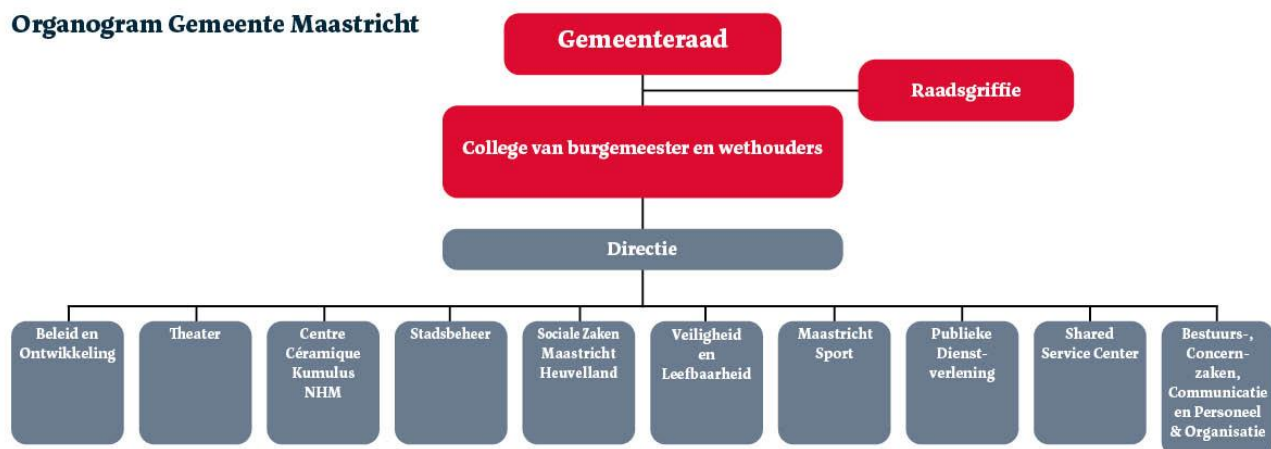 Organogram Gemeente Maastricht
Gemeenteraad
Raadsgriffie
College van burgemeester en wethouders
Directie
Beleid en
Ontwikkeling
Theater
Centre
Céramique
Kumulus
NHM
Stadsbeheer
Sociale Zaken
Maastricht
Heuvelland
Veiligheid
en
Leefbaarheid
Maastricht
Sport
Publieke
Dienst-
verlening
Shared
Service Center
Bestuurs-,
Concern-
zaken,
Communicatie
en Personeel
& Organisatie